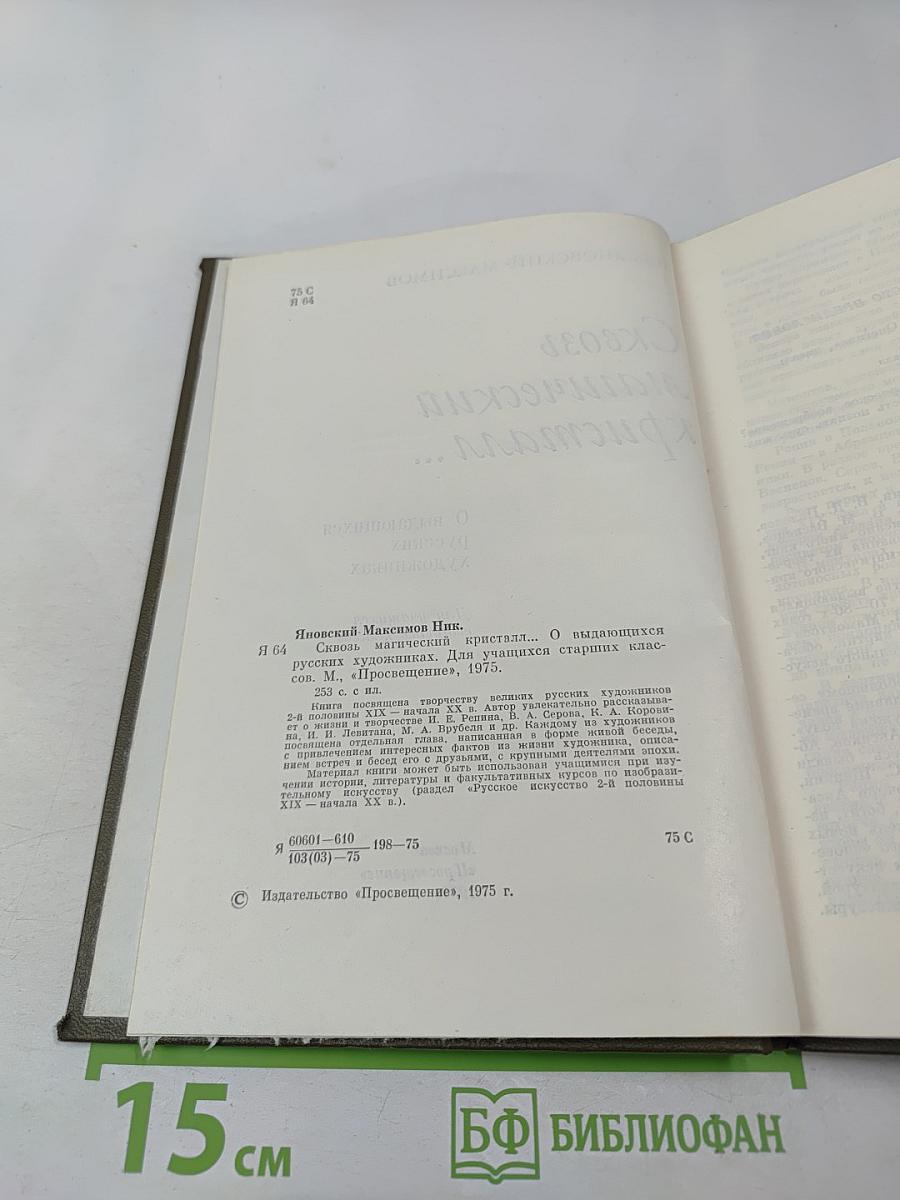 75 С
Я 64
Яновский-Максимов Ник.
Я 64 Сквозь магический кристалл... О выдающихся
русских художниках. Для учащихся старших клас-
сов. М., «Просвещение», 1975.
253 с. с ил.
Книга посвящена творчеству великих русских художников
2-й половины XIX — начала XX в. Автор увлекательно рассказыва-
ет о жизни и творчестве И. Е. Репина, В. А. Серова, К. А. Корови-
на, И. И. Левитана, М. А. Врубеля и др. Каждому из художников
посвящена отдельная глава, написанная в форме живой беседы,
с привлечением интересных фактов из жизни художника, описа-
нием встреч и бесед его с друзьями, с крупными деятелями эпохи.
Материал книги может быть использован учащимися при изу-
чении истории, литературы и факультативных курсов по изобрази-
тельному искусству (раздел «Русское искусство 2-й половины
XIX — начала XX в.).
Я 60601—610
103(03)—75 198—75 75 С
© Издательство «Просвещение», 1975 г.
15 см
БФ БИБЛИОФАН